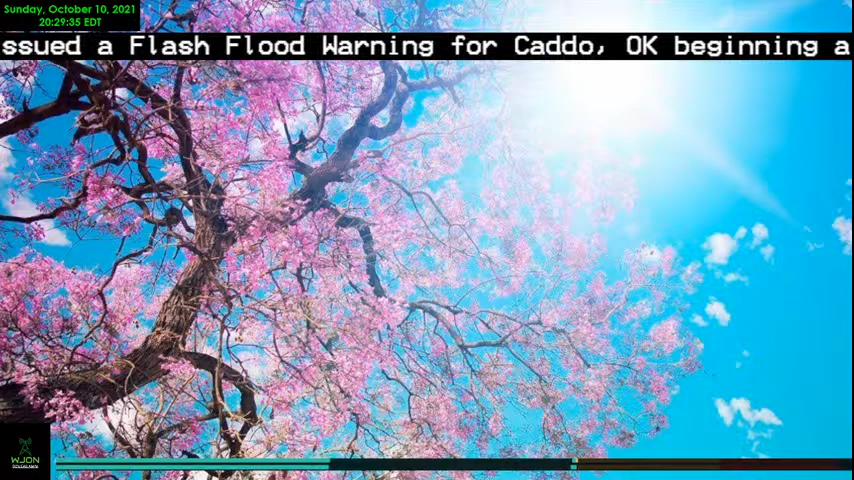 Sunday, October 10, 2021
20:29:35 EDT
ssued a Flash Flood Warning for Caddo, OK beginning a
WJON